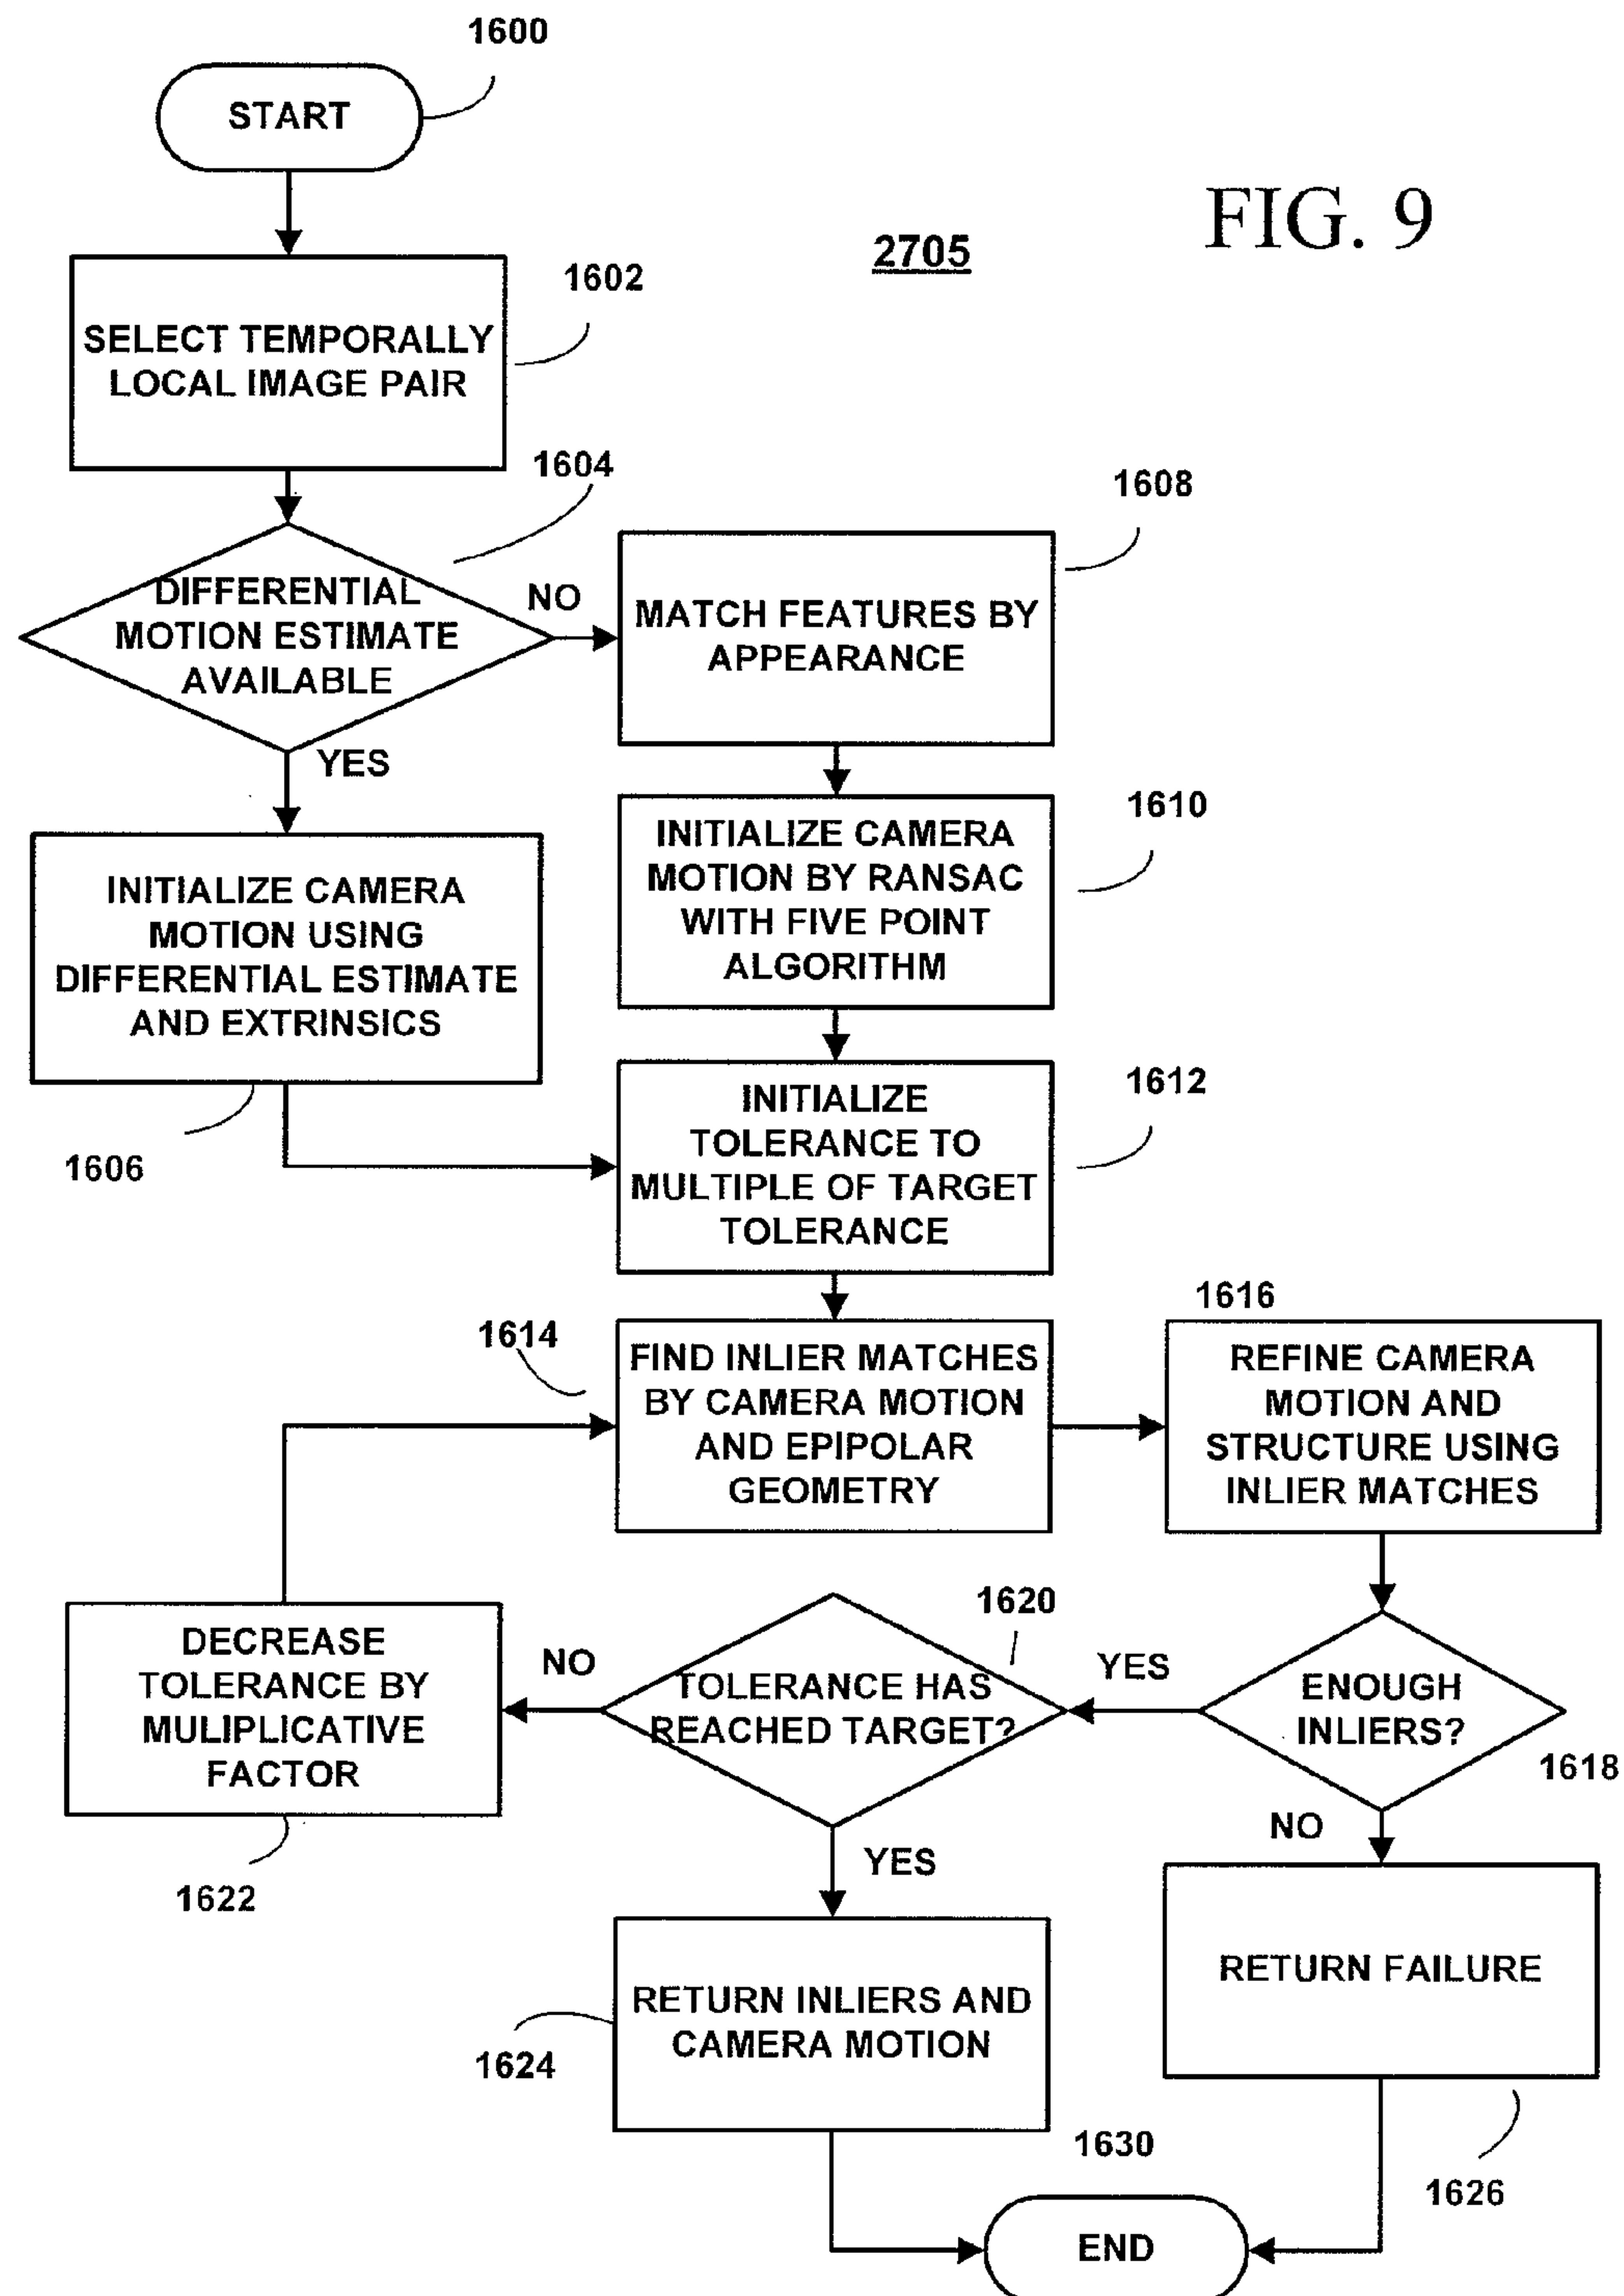 1600
START
FIG. 9
2705
1602
SELECT TEMPORALLY
LOCAL IMAGE PAIR
1604
1608
DIFFERENTIAL
MOTION ESTIMATE
AVAILABLE
NO
MATCH FEATURES BY
APPEARANCE
YES
1610
INITIALIZE CAMERA
MOTION BY RANSAC
WITH FIVE POINT
ALGORITHM
INITIALIZE CAMERA
MOTION USING
DIFFERENTIAL ESTIMATE
AND EXTRINSICS
1606
1612
INITIALIZE
TOLERANCE TO
MULTIPLE OF TARGET
TOLERANCE
1614
FIND INLIER MATCHES
BY CAMERA MOTION
AND EPIPOLAR
GEOMETRY
1616
REFINE CAMERA
MOTION AND
STRUCTURE USING
INLIER MATCHES
DECREASE
TOLERANCE BY
MULIPLICATIVE
FACTOR
NO
1620
TOLERANCE HAS
REACHED TARGET?
YES
ENOUGH
INLIERS?
1618
NO
1622
YES
RETURN INLIERS AND
CAMERA MOTION
1624
RETURN FAILURE
1626
1630
END